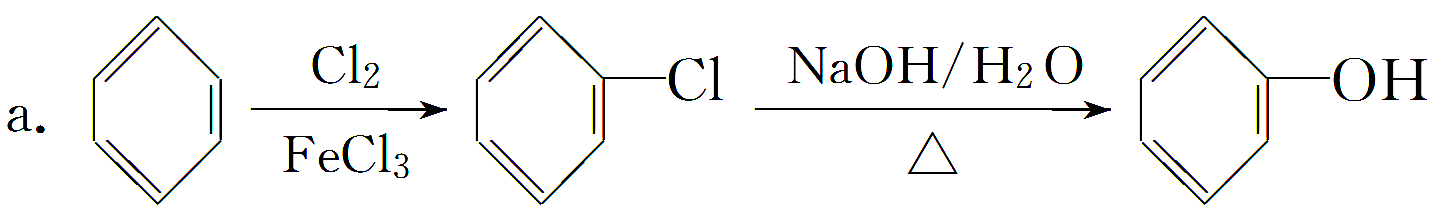 a. Cl₂ FeCl₃ Cl NaOH/H₂O △ OH